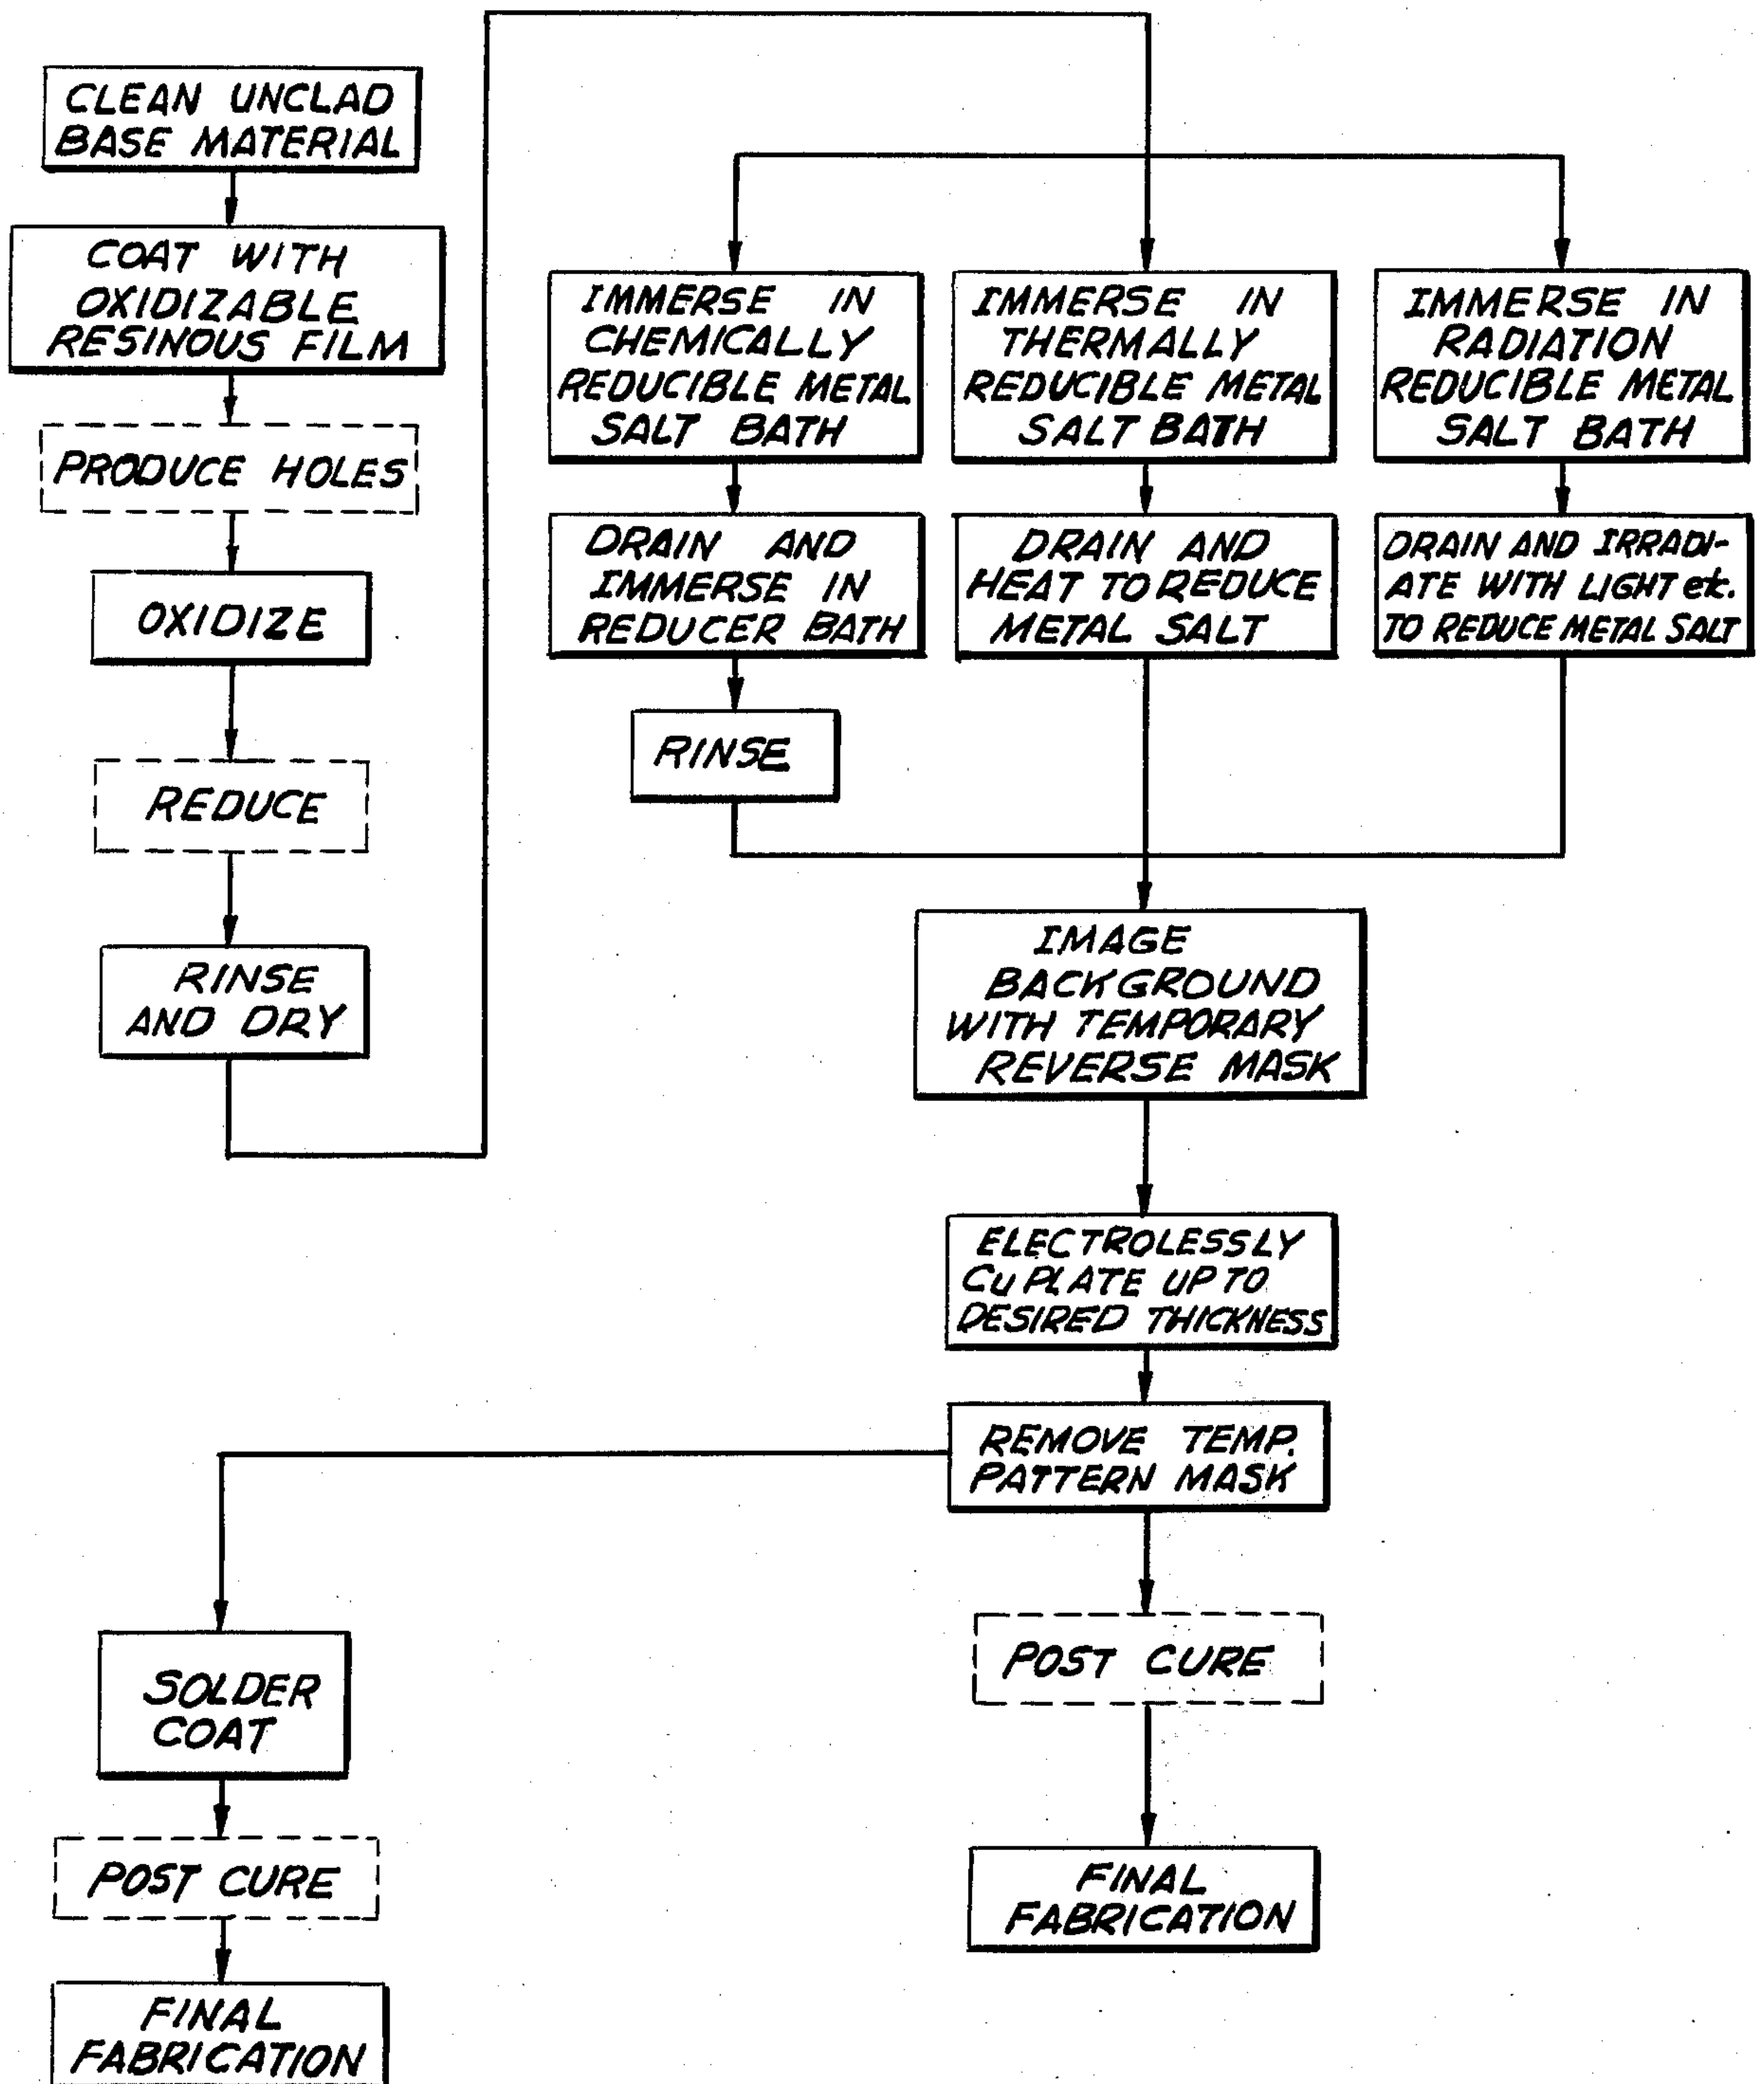 CLEAN UNCLAD
BASE MATERIAL
COAT WITH
OXIDIZABLE
RESINOUS FILM
PRODUCE HOLES
OXIDIZE
REDUCE
RINSE
AND DRY
IMMERSE IN
CHEMICALLY
REDUCIBLE METAL
SALT BATH
DRAIN AND
IMMERSE IN
REDUCER BATH
RINSE
IMMERSE IN
THERMALLY
REDUCIBLE METAL
SALT BATH
DRAIN AND
HEAT TO REDUCE
METAL SALT
IMMERSE IN
RADIATION
REDUCIBLE METAL
SALT BATH
DRAIN AND IRRADI-
ATE WITH LIGHT etc.
TO REDUCE METAL SALT
IMAGE
BACKGROUND
WITH TEMPORARY
REVERSE MASK
ELECTROLESSLY
Cu PLATE UP TO
DESIRED THICKNESS
REMOVE TEMP.
PATTERN MASK
POST CURE
FINAL
FABRICATION
SOLDER
COAT
POST CURE
FINAL
FABRICATION